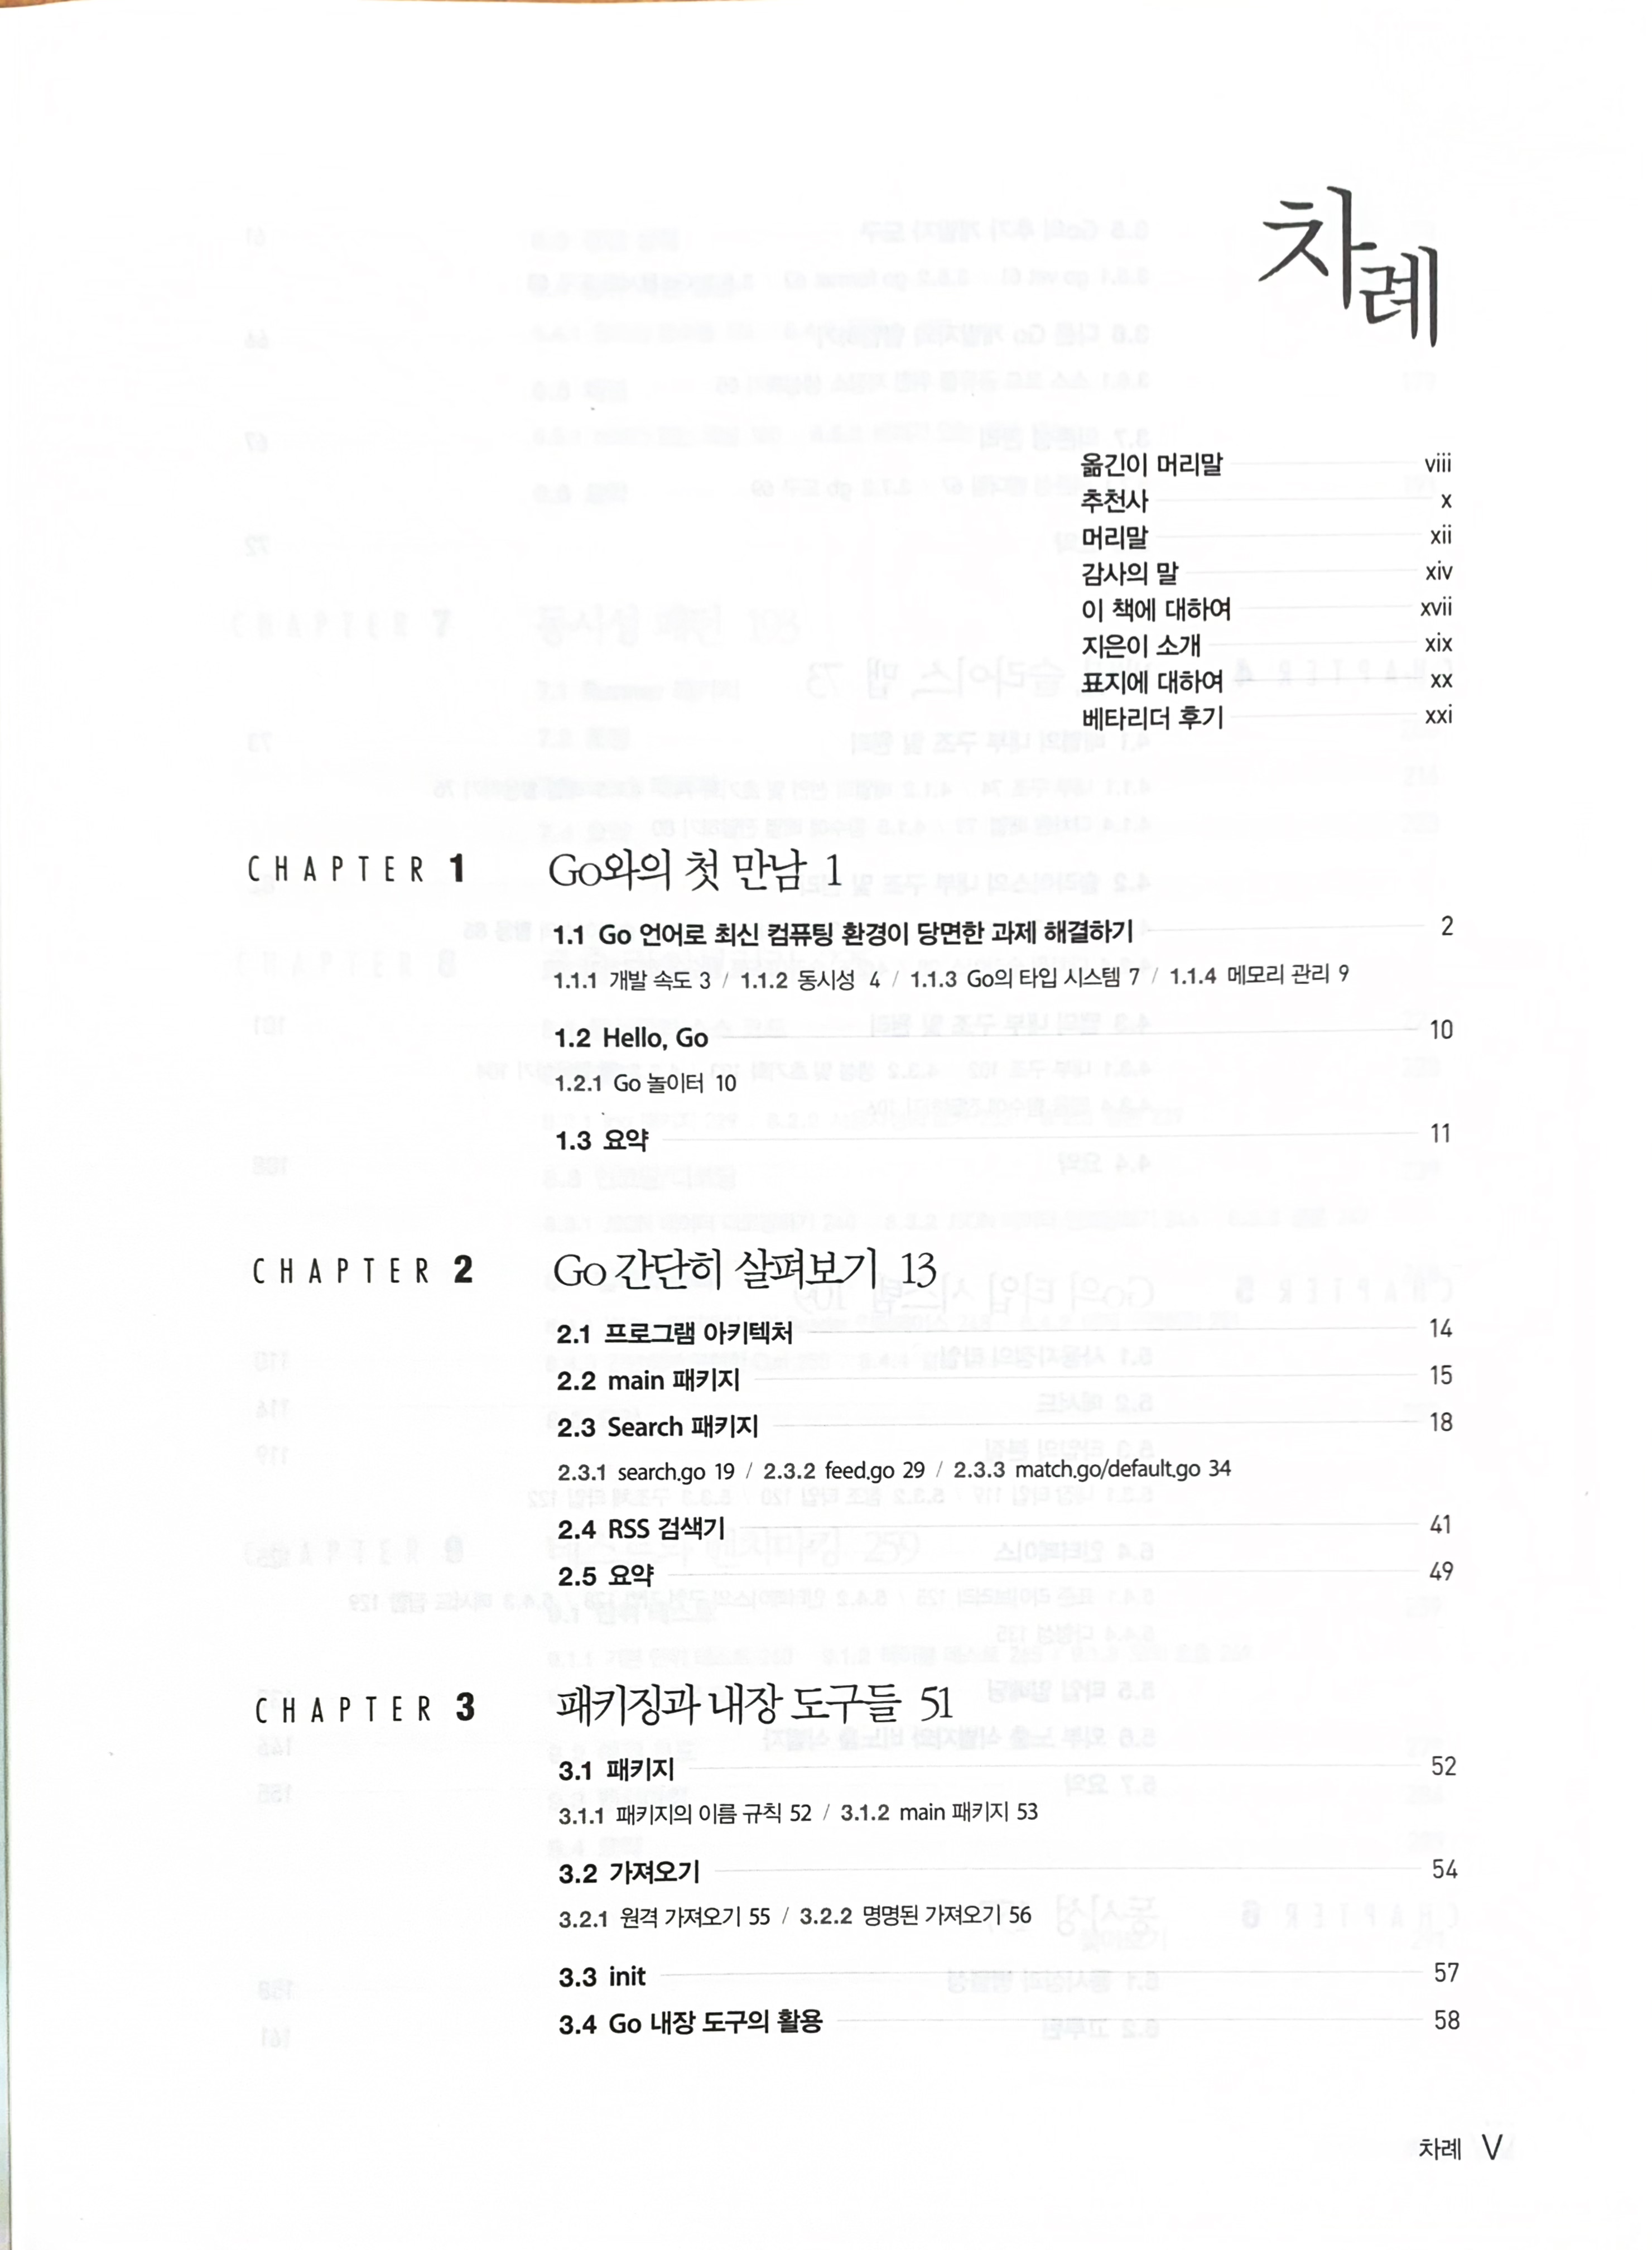 차례
옮긴이 머리말 viii
추천사 x
머리말 xii
감사의 말 xiv
이 책에 대하여 xvii
지은이 소개 xix
표지에 대하여 xx
베타리더 후기 xxi
CHAPTER 1 Go와의 첫 만남 1
1.1 Go 언어로 최신 컴퓨팅 환경이 당면한 과제 해결하기 2
1.1.1 개발 속도 3 / 1.1.2 동시성 4 / 1.1.3 Go의 타입 시스템 7 / 1.1.4 메모리 관리 9
1.2 Hello, Go 10
1.2.1 Go 놀이터 10
1.3 요약 11
CHAPTER 2 Go 간단히 살펴보기 13
2.1 프로그램 아키텍처 14
2.2 main 패키지 15
2.3 Search 패키지 18
2.3.1 search.go 19 / 2.3.2 feed.go 29 / 2.3.3 match.go/default.go 34
2.4 RSS 검색기 41
2.5 요약 49
CHAPTER 3 패키징과 내장 도구들 51
3.1 패키지 52
3.1.1 패키지의 이름 규칙 52 / 3.1.2 main 패키지 53
3.2 가져오기 54
3.2.1 원격 가져오기 55 / 3.2.2 명명된 가져오기 56
3.3 init 57
3.4 Go 내장 도구의 활용 58
차례 V